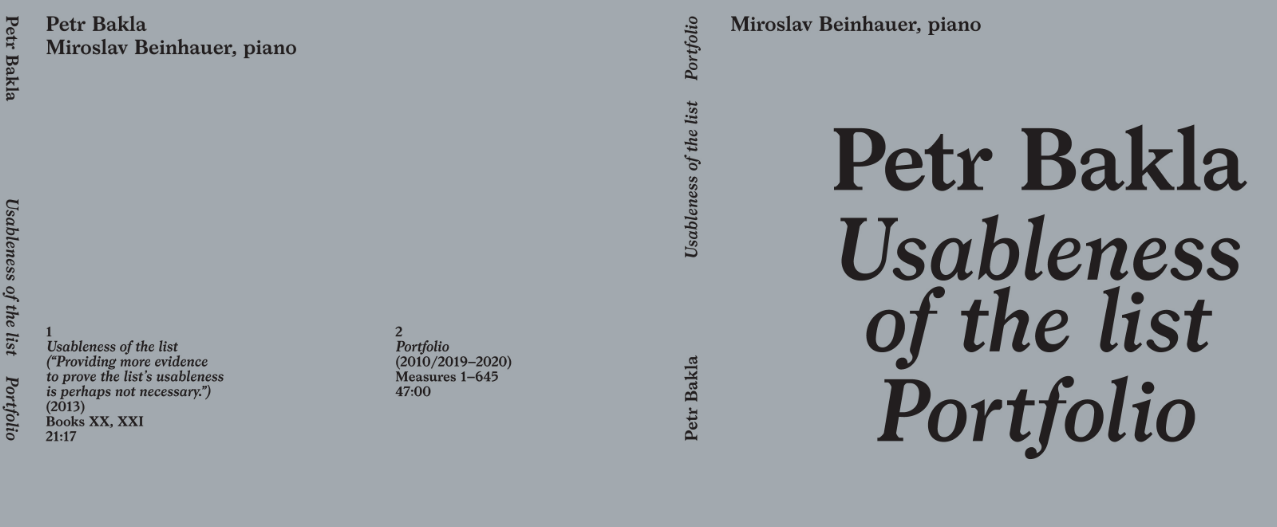 Petr Bakla
Usableness of the list Portfolio
Petr Bakla
Miroslav Beinhauer, piano
1
Usableness of the list
(“Providing more evidence
to prove the list’s usableness
is perhaps not necessary.”)
(2013)
Books XX, XXI
21:17
2
Portfolio
(2010/2019–2020)
Measures 1–645
47:00
Petr Bakla
Usableness of the list Portfolio
Miroslav Beinhauer, piano
Petr Bakla
Usableness
of the list
Portfolio